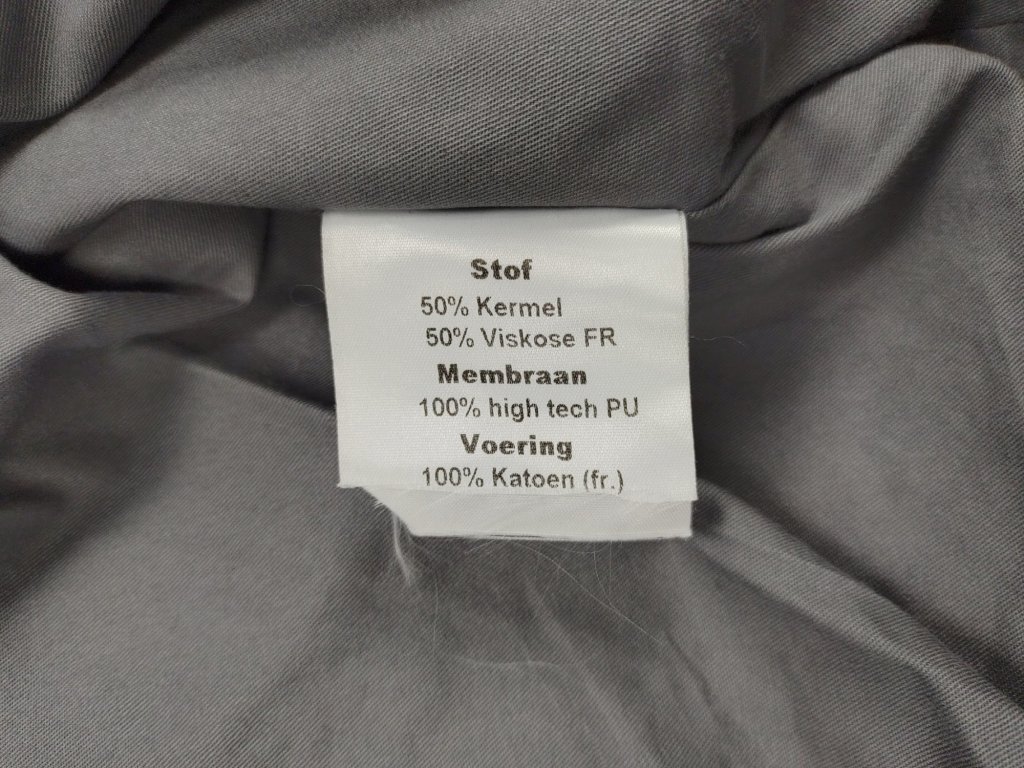 Stof
50% Kermel
50% Viskose FR
Membraan
100% high tech PU
Voering
100% Katoen (fr.)